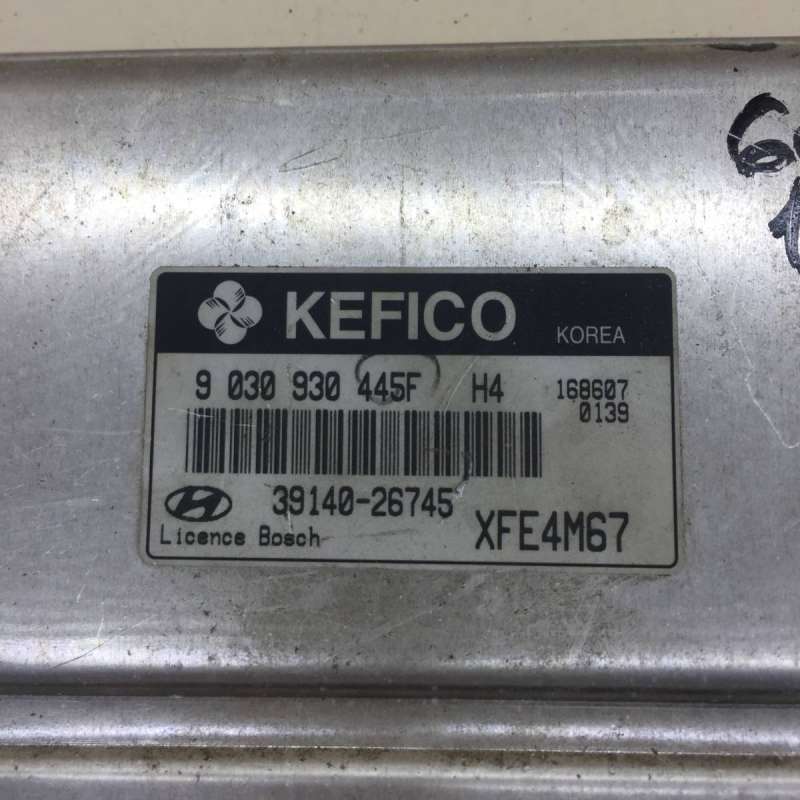 KEFICO KOREA
9 030 930 445F H4 168607
0139
39140-26745
Licence Bosch XFE4M67